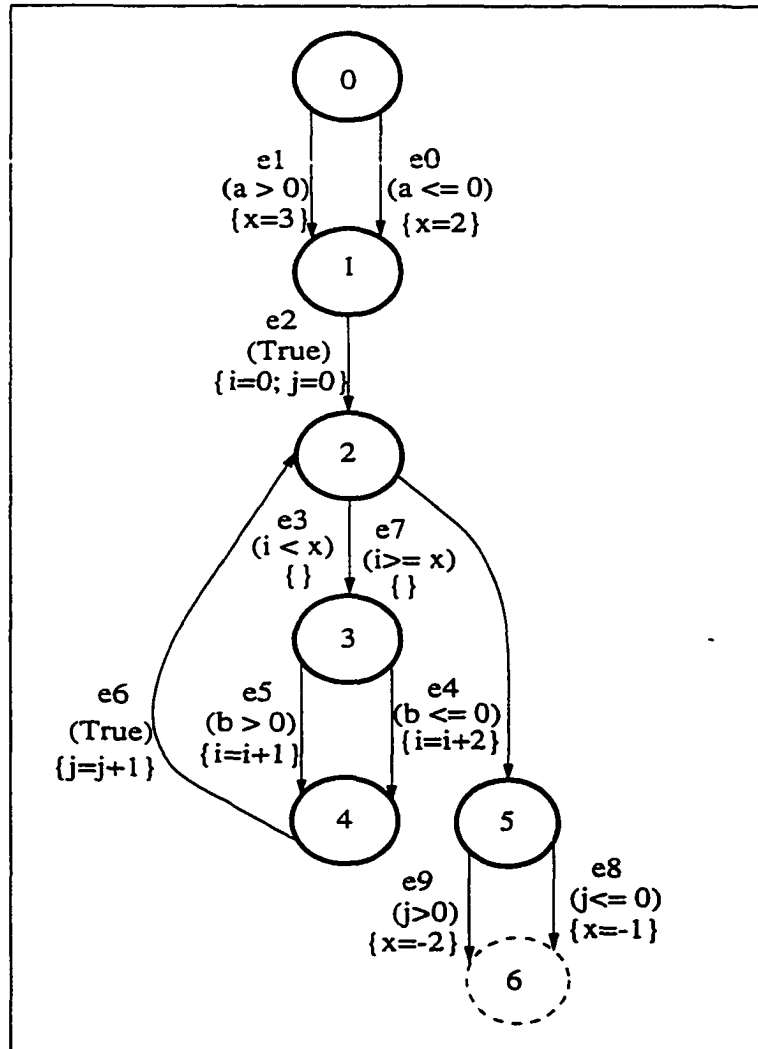 0
e1
(a > 0)
{x=3}
e0
(a <= 0)
{x=2}
1
e2
(True)
{i=0; j=0}
2
e3
(i < x)
{ }
e7
(i>= x)
{ }
3
e6
(True)
{j=j+1}
e5
(b > 0)
{i=i+1}
e4
(b <= 0)
{i=i+2}
4
5
e9
(j>0)
{x=-2}
e8
(j<= 0)
{x=-1}
6